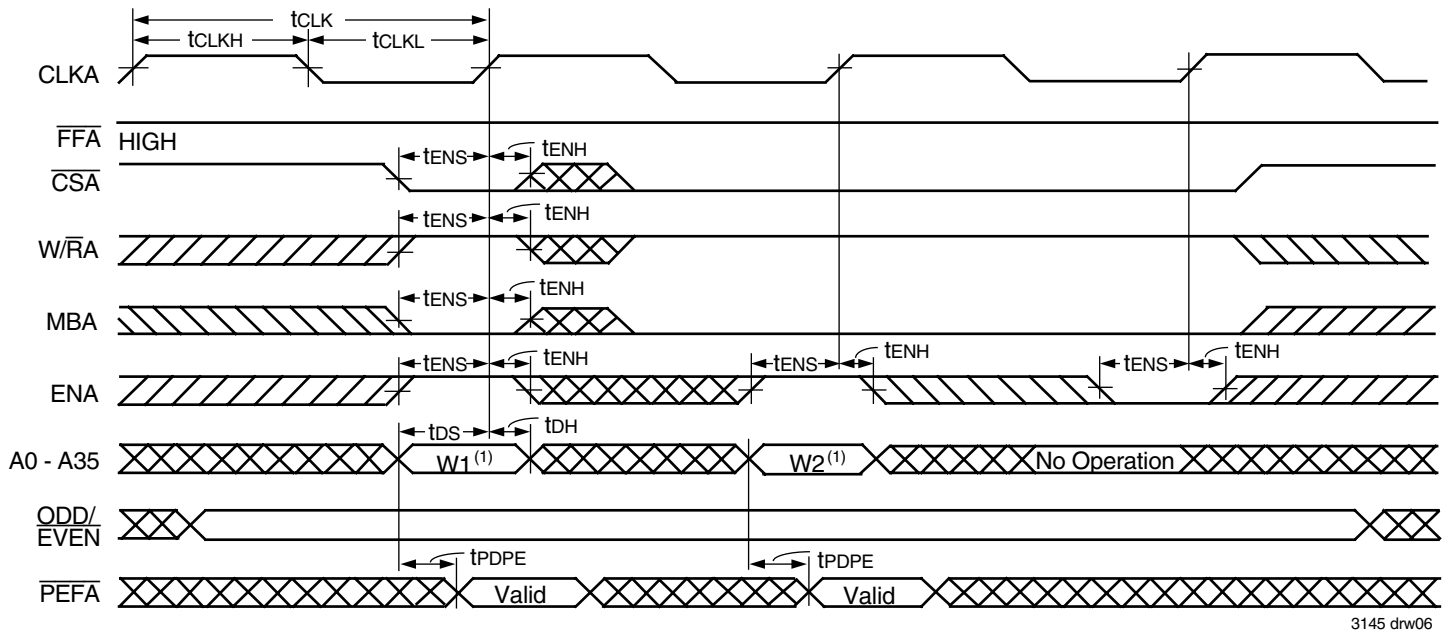 tCLK
tCLKH tCLKL
CLKA
FFA HIGH
tENS tENH
CSA
tENS tENH
W/RA
tENS tENH
MBA
tENS tENH tENS tENH tENS tENH
ENA
tDS tDH
A0 - A35 W1(1) W2(1) No Operation
ODD/
EVEN
tPDPE tPDPE
PEFA Valid Valid
3145 drw06